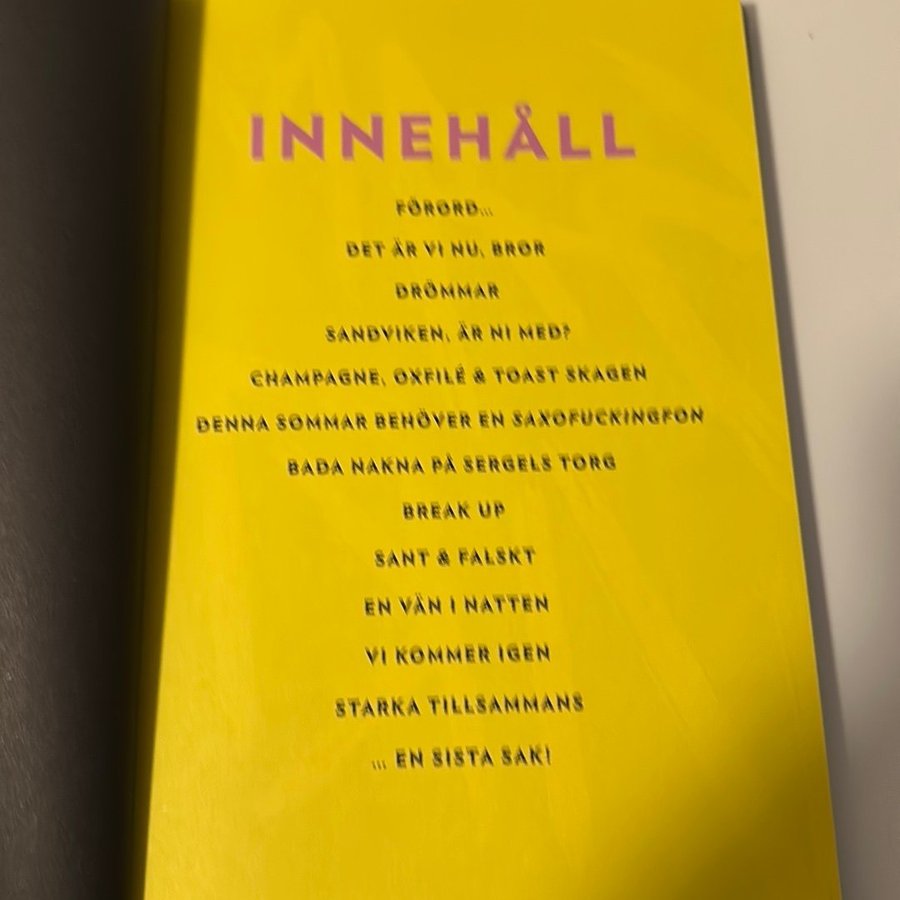 INNEHÅLL
FÖRORD...
DET ÄR VI NU, BROR
DRÖMMAR
SANDVIKEN, ÄR NI MED?
CHAMPAGNE, OXFILÉ & TOAST SKAGEN
DENNA SOMMAR BEHÖVER EN SAXOFUCKINGFON
BADA NAKNA PÅ SERGELS TORG
BREAK UP
SANT & FALSKT
EN VÄN I NATTEN
VI KOMMER IGEN
STARKA TILLSAMMANS
... EN SISTA SAK!